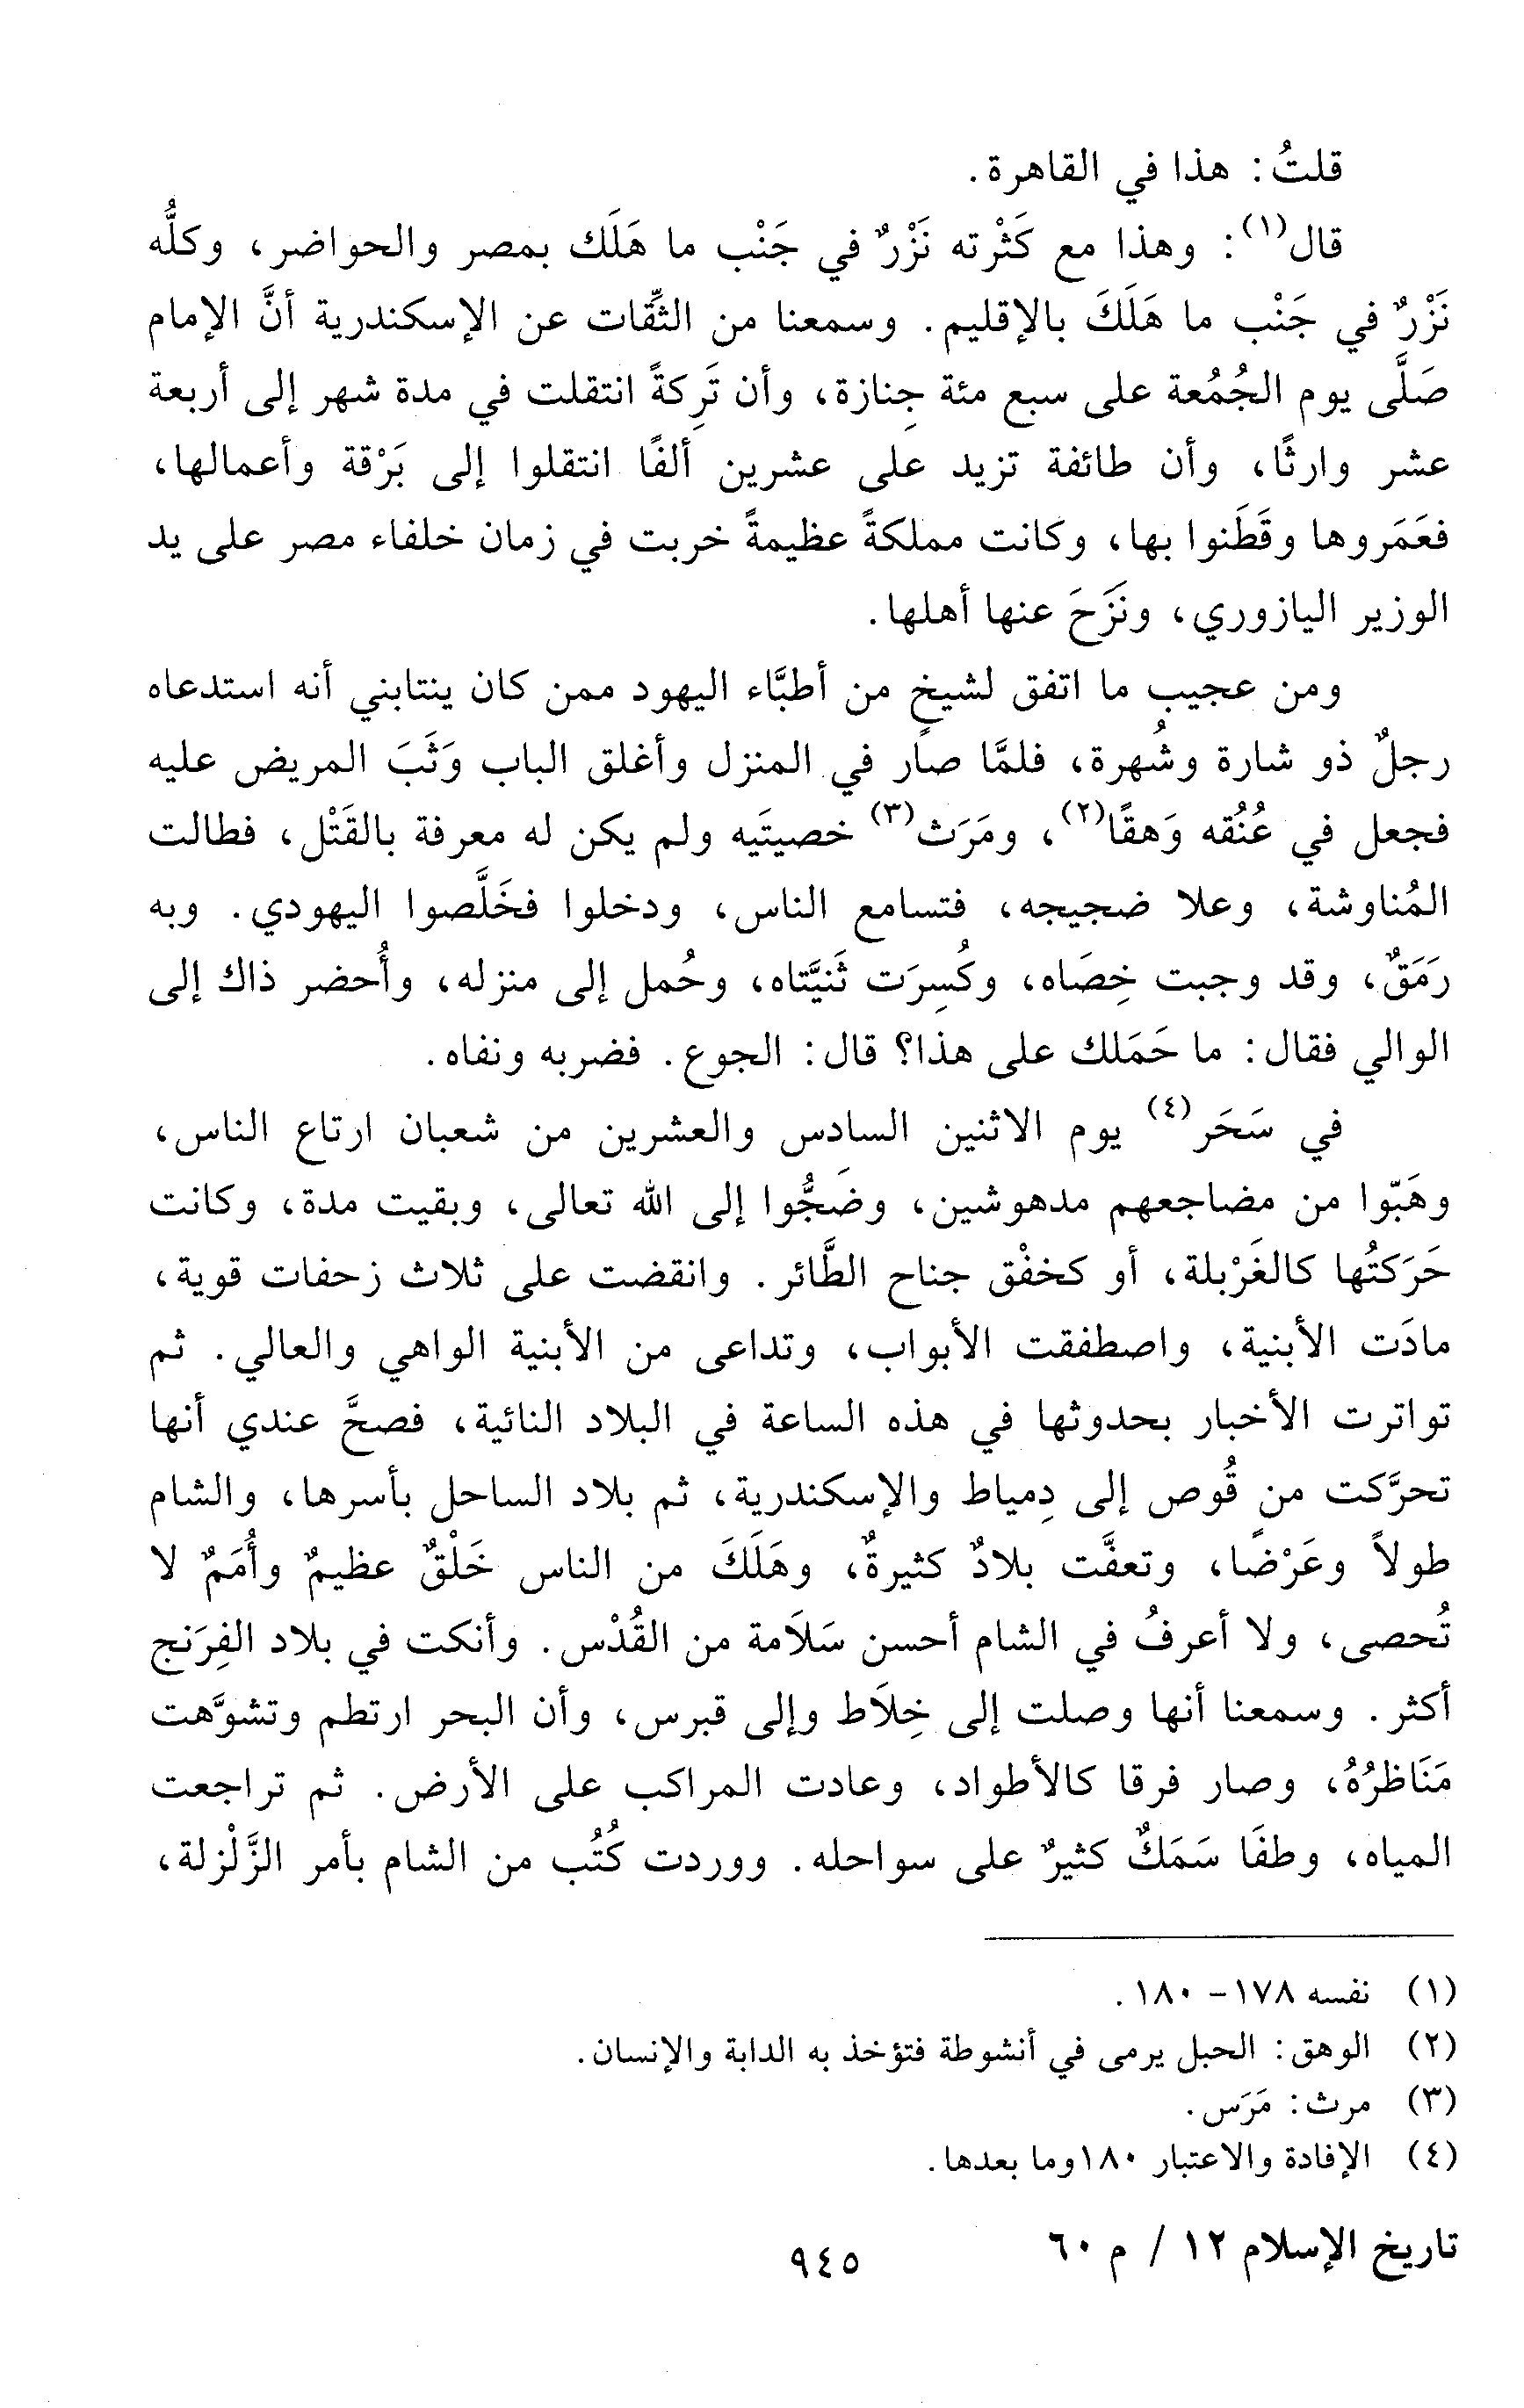 قلتُ: هذا في القاهرة.
قال(١): وهذا مع كَثْرته نَزْرٌ في جَنْب ما هَلَك بمصر والحواضر، وكلُّه
نَزْرٌ في جَنْب ما هَلَكَ بالإقليم. وسمعنا من الثِّقات عن الإسكندرية أنَّ الإمام
صَلَّى يوم الجُمُعة على سبع مئة جِنازة، وأن تَرِكةً انتقلت في مدة شهر إلى أربعة
عشر وارثًا، وأن طائفة تزيد على عشرين ألفًا انتقلوا إلى بَرْقة وأعمالها،
فعَمَروها وقَطَنوا بها، وكانت مملكةً عظيمةً خربت في زمان خلفاء مصر على يد
الوزير اليازوري، ونَزَحَ عنها أهلها.
ومن عجيب ما اتفق لشيخ من أطبَّاء اليهود ممن كان ينتابني أنه استدعاه
رجلٌ ذو شارة وشُهرة، فلمَّا صار في المنزل وأغلق الباب وَثَبَ المريض عليه
فجعل في عُنُقه وَهقًا(٢)، ومَرَث(٣) خصيتَيه ولم يكن له معرفة بالقَتْل، فطالت
المُناوشة، وعلا ضجيجه، فتسامع الناس، ودخلوا فخَلَّصوا اليهودي. وبه
رَمَقٌ، وقد وجبت خِصَاه، وكُسِرَت ثَنيَّتاه، وحُمل إلى منزله، وأُحضر ذاك إلى
الوالي فقال: ما حَمَلك على هذا؟ قال: الجوع. فضربه ونفاه.
في سَحَر(٤) يوم الاثنين السادس والعشرين من شعبان ارتاع الناس،
وهَبّوا من مضاجعهم مدهوشين، وضَجُّوا إلى الله تعالى، وبقيت مدة، وكانت
حَرَكتُها كالغَرْبلة، أو كخفْق جناح الطَّائر. وانقضت على ثلاث زحفات قوية،
مادَت الأبنية، واصطفقت الأبواب، وتداعى من الأبنية الواهي والعالي. ثم
تواترت الأخبار بحدوثها في هذه الساعة في البلاد النائية، فصحَّ عندي أنها
تحرَّكت من قُوص إلى دِمياط والإسكندرية، ثم بلاد الساحل بأسرها، والشام
طولاً وعَرْضًا، وتعفَّت بلادٌ كثيرةٌ، وهَلَكَ من الناس خَلْقٌ عظيمٌ وأُمَمٌ لا
تُحصى، ولا أعرفُ في الشام أحسن سَلاَمة من القُدْس. وأنكت في بلاد الفِرَنج
أكثر. وسمعنا أنها وصلت إلى خِلاَط وإلى قبرس، وأن البحر ارتطم وتشوَّهت
مَنَاظرُهُ، وصار فرقا كالأطواد، وعادت المراكب على الأرض. ثم تراجعت
المياه، وطفَا سَمَكٌ كثيرٌ على سواحله. ووردت كُتُب من الشام بأمر الزَّلْزلة،
(١) نفسه ١٧٨- ١٨٠.
(٢) الوهق: الحبل يرمى في أنشوطة فتؤخذ به الدابة والإنسان.
(٣) مرث: مَرَس.
(٤) الإفادة والاعتبار ١٨٠وما بعدها.
تاريخ الإسلام ١٢ / م ٦٠
٩٤٥